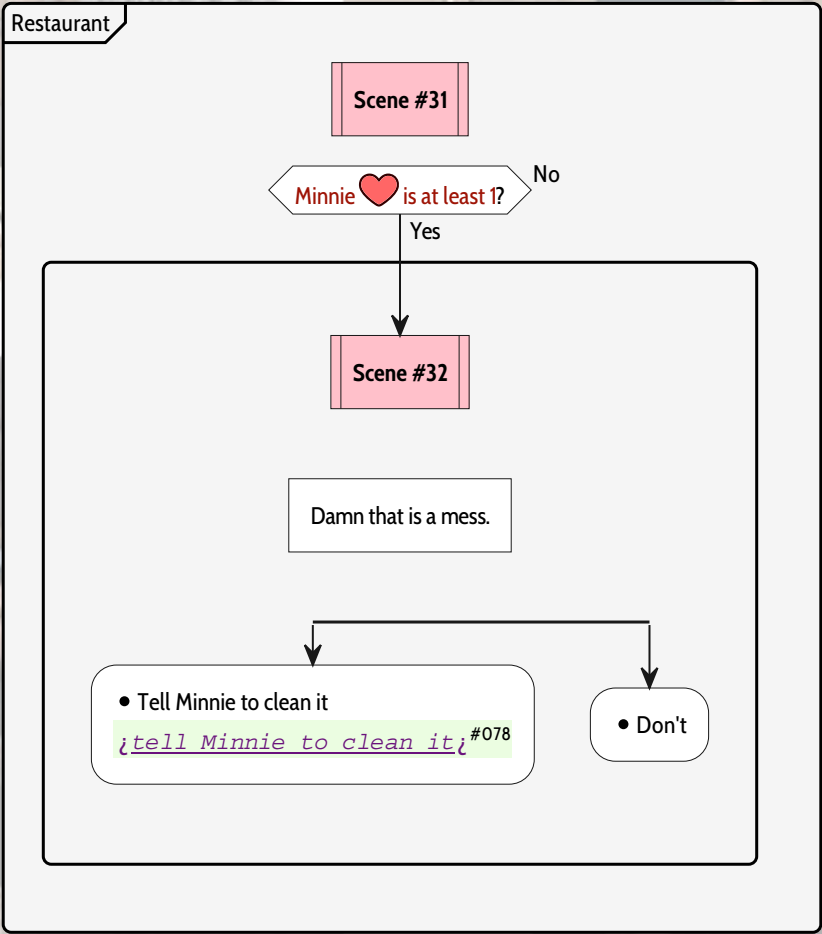 Restaurant
Scene #31
Minnie ❤ is at least 1?
No
Yes
Scene #32
Damn that is a mess.
● Tell Minnie to clean it
¿tell Minnie to clean it¿#078
● Don't